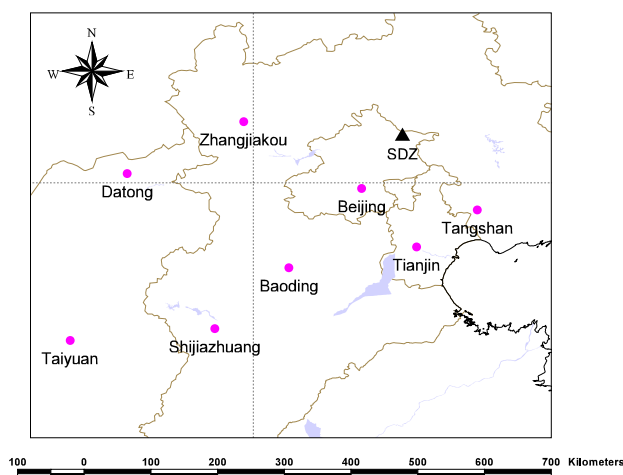 N
W E
S
Zhangjiakou
SDZ
Datong
Beijing
Tangshan
Tianjin
Baoding
Shijiazhuang
Taiyuan
100 0 100 200 300 400 500 600 700 Kilometers